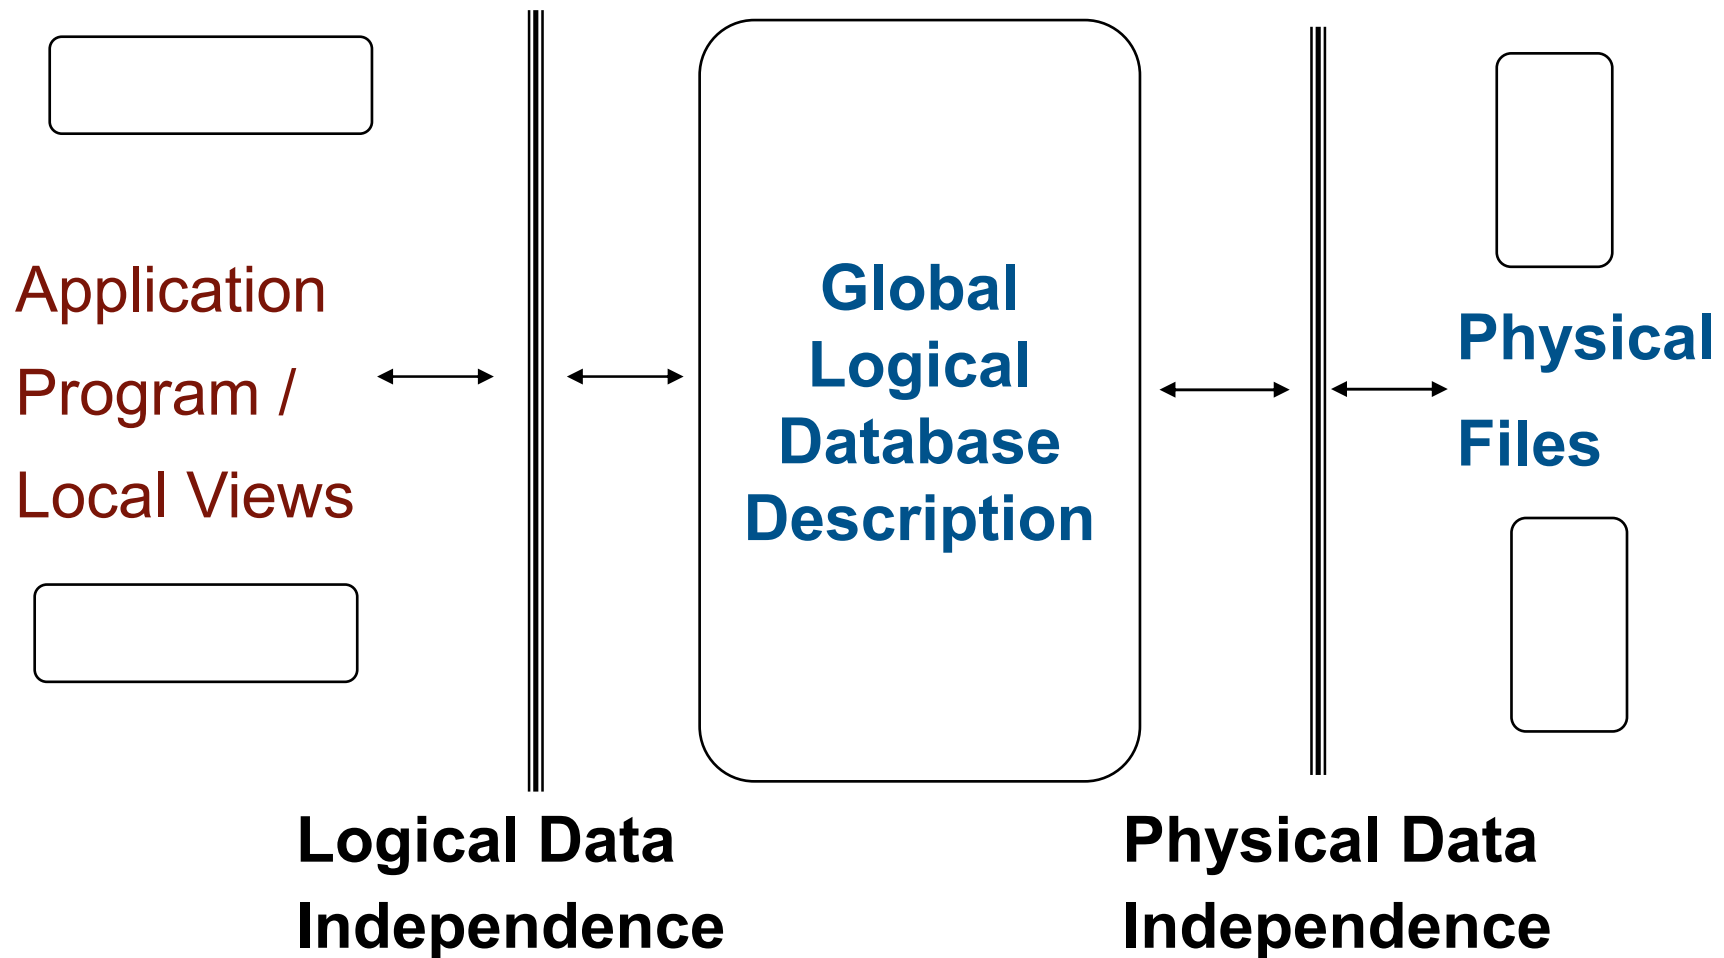 Application
Program /
Local Views
Global
Logical
Database
Description
Physical
Files
Logical Data
Independence
Physical Data
Independence